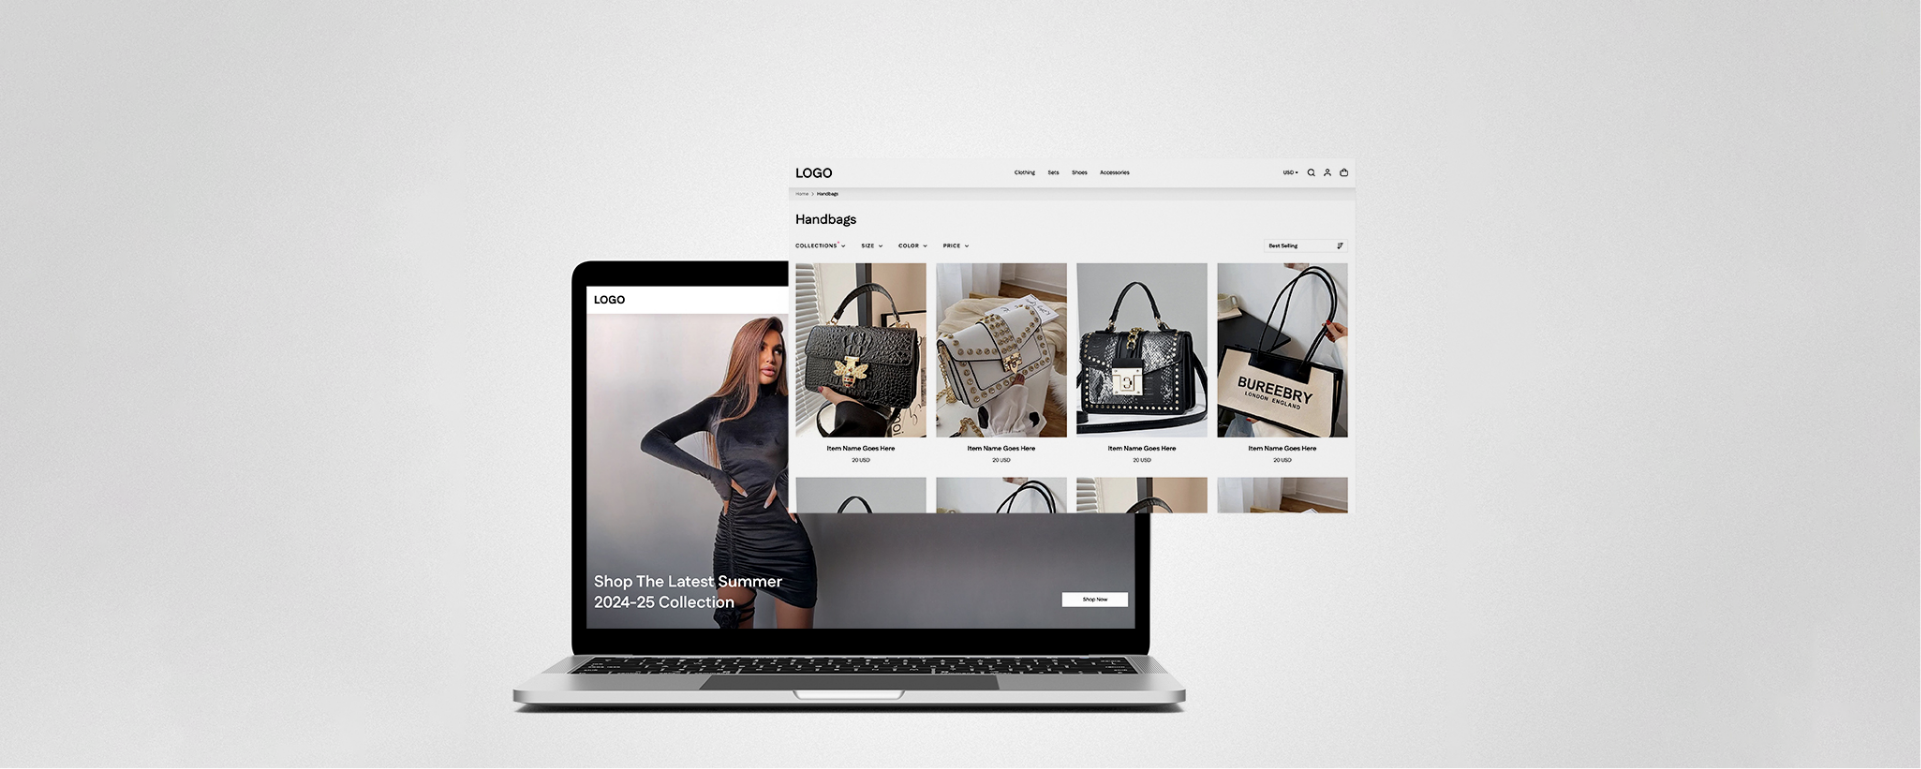 LOGO
Clothing Sets Shoes Accessories
USD
Home > Handbags
Handbags
COLLECTIONS SIZE COLOR PRICE
Best Selling
BUREEBRY
LONDON ENGLAND
Item Name Goes Here
20 USD
Item Name Goes Here
20 USD
Item Name Goes Here
20 USD
Item Name Goes Here
20 USD
LOGO
Shop The Latest Summer
2024-25 Collection
Shop Now